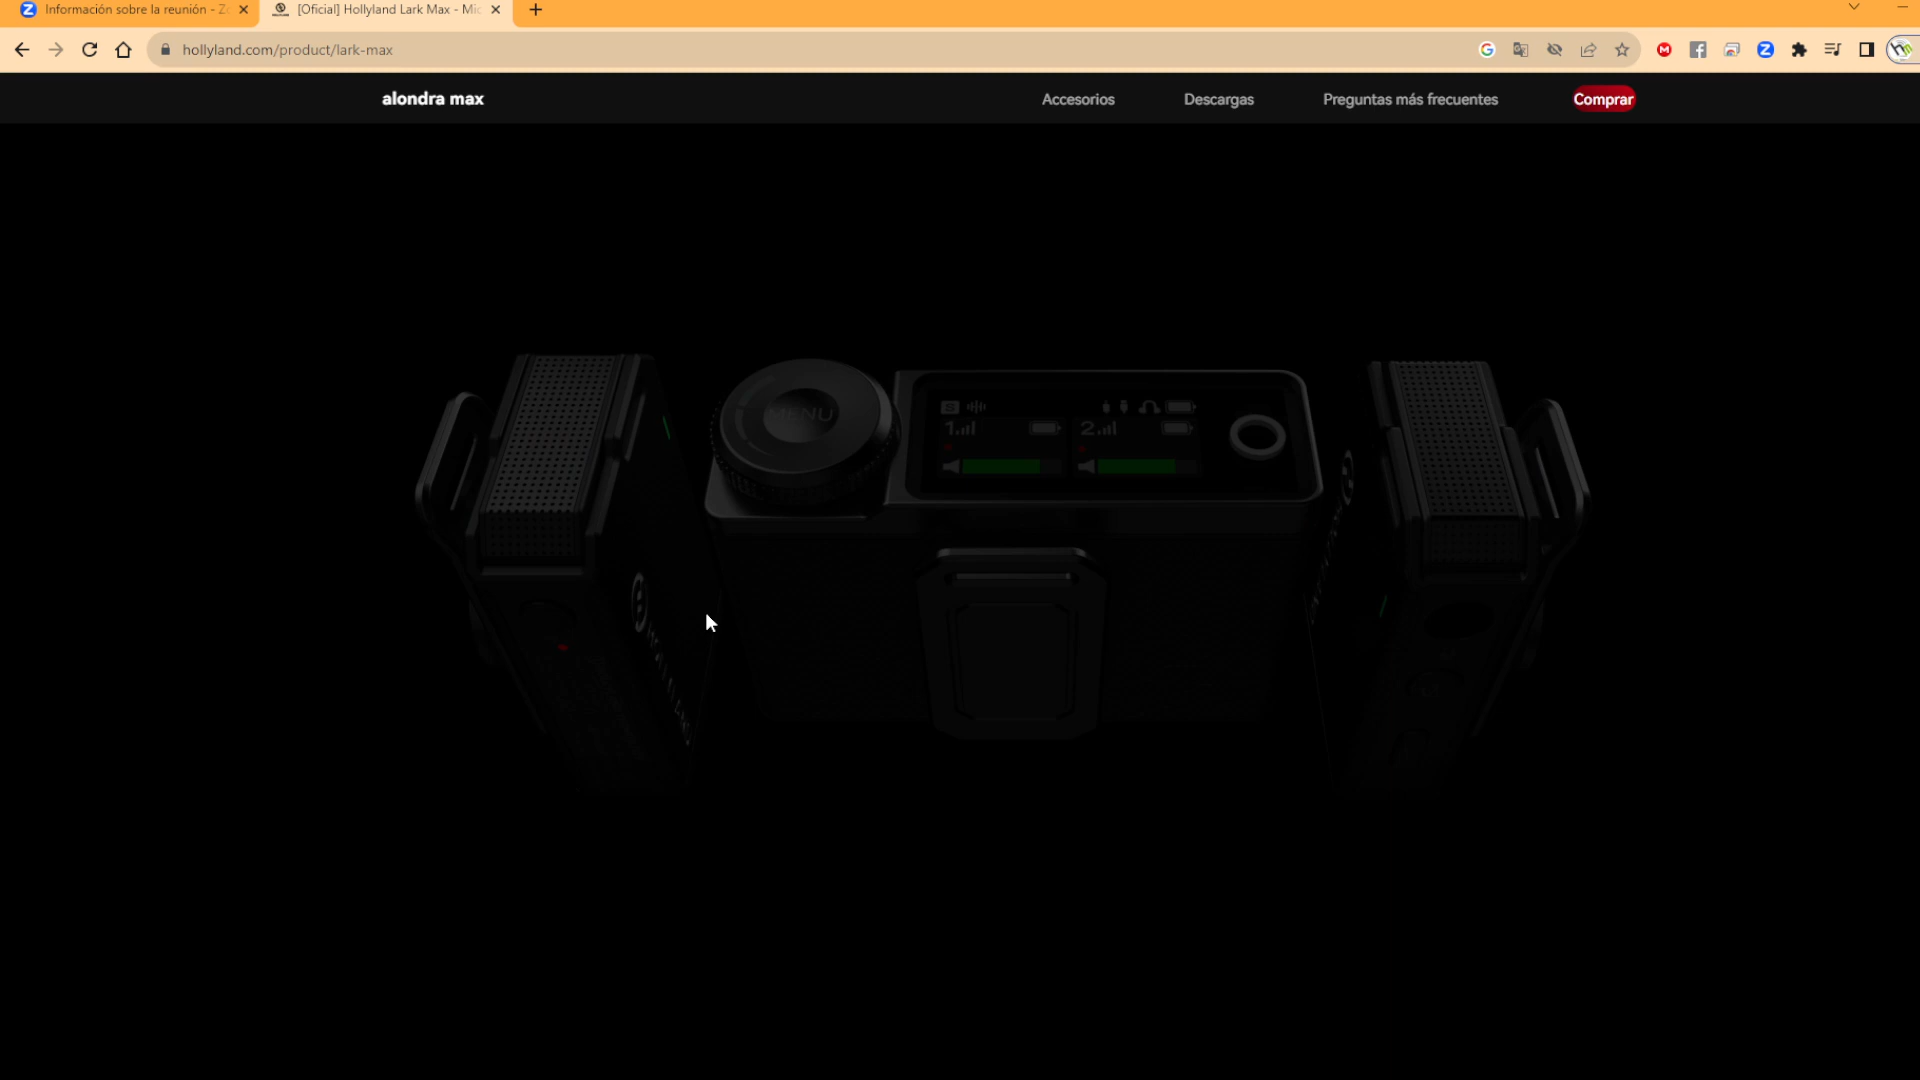 Información sobre la reunión - Z
[Oficial] Hollyland Lark Max - Mic
hollyland.com/product/lark-max
alondra max
Accesorios
Descargas
Preguntas más frecuentes
Comprar
MENU
S
1
2